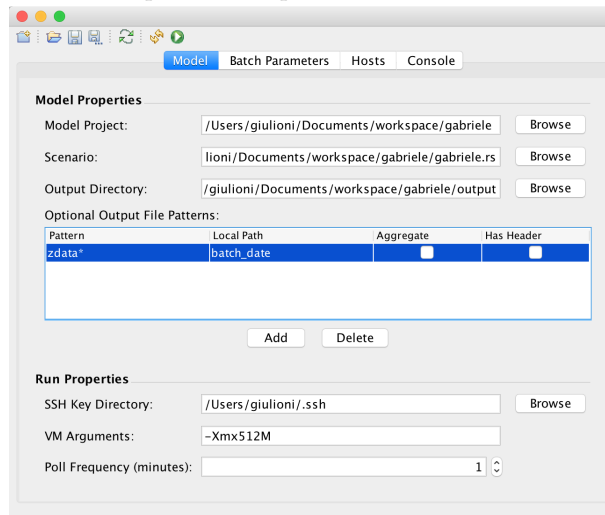 Model Batch Parameters Hosts Console
Model Properties
Model Project: /Users/giulioni/Documents/workspace/gabriele Browse
Scenario: lioni/Documents/workspace/gabriele/gabriele.rs Browse
Output Directory: /giulioni/Documents/workspace/gabriele/output Browse
Optional Output File Patterns:
Pattern Local Path Aggregate Has Header
zdata* batch_date
Add Delete
Run Properties
SSH Key Directory: /Users/giulioni/.ssh Browse
VM Arguments: -Xmx512M
Poll Frequency (minutes): 1